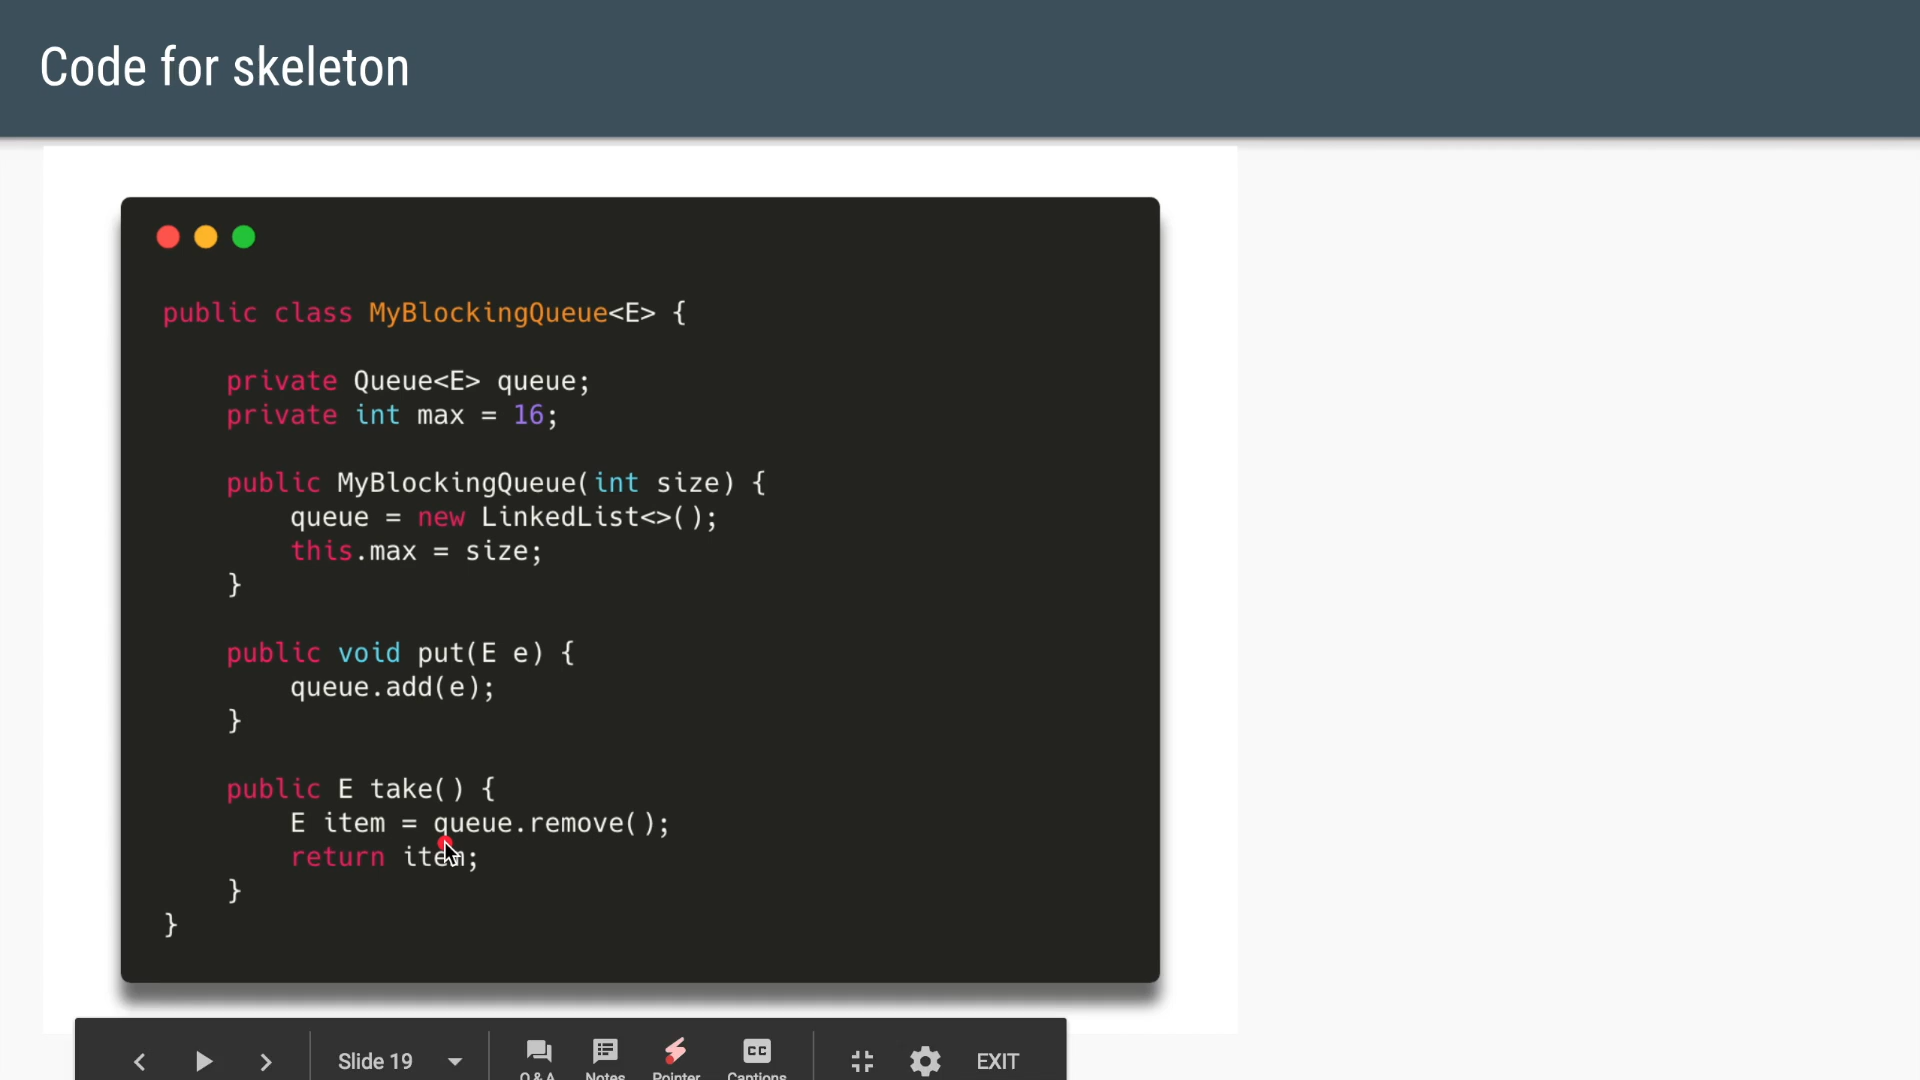 Code for skeleton
public class MyBlockingQueue<E> {
private Queue<E> queue;
private int max = 16;
public MyBlockingQueue(int size) {
queue = new LinkedList<>();
this.max = size;
}
public void put(E e) {
queue.add(e);
}
public E take() {
E item = queue.remove();
return item;
}
}
Slide 19
Q & A
Notes
Pointer
CC
Captions
EXIT